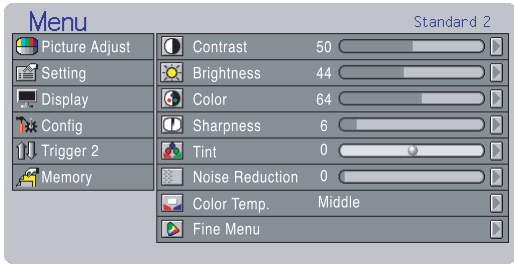 Menu
Standard 2
Picture Adjust
Setting
Display
Config
Trigger 2
Memory
Contrast 50
Brightness 44
Color 64
Sharpness 6
Tint 0
Noise Reduction 0
Color Temp. Middle
Fine Menu